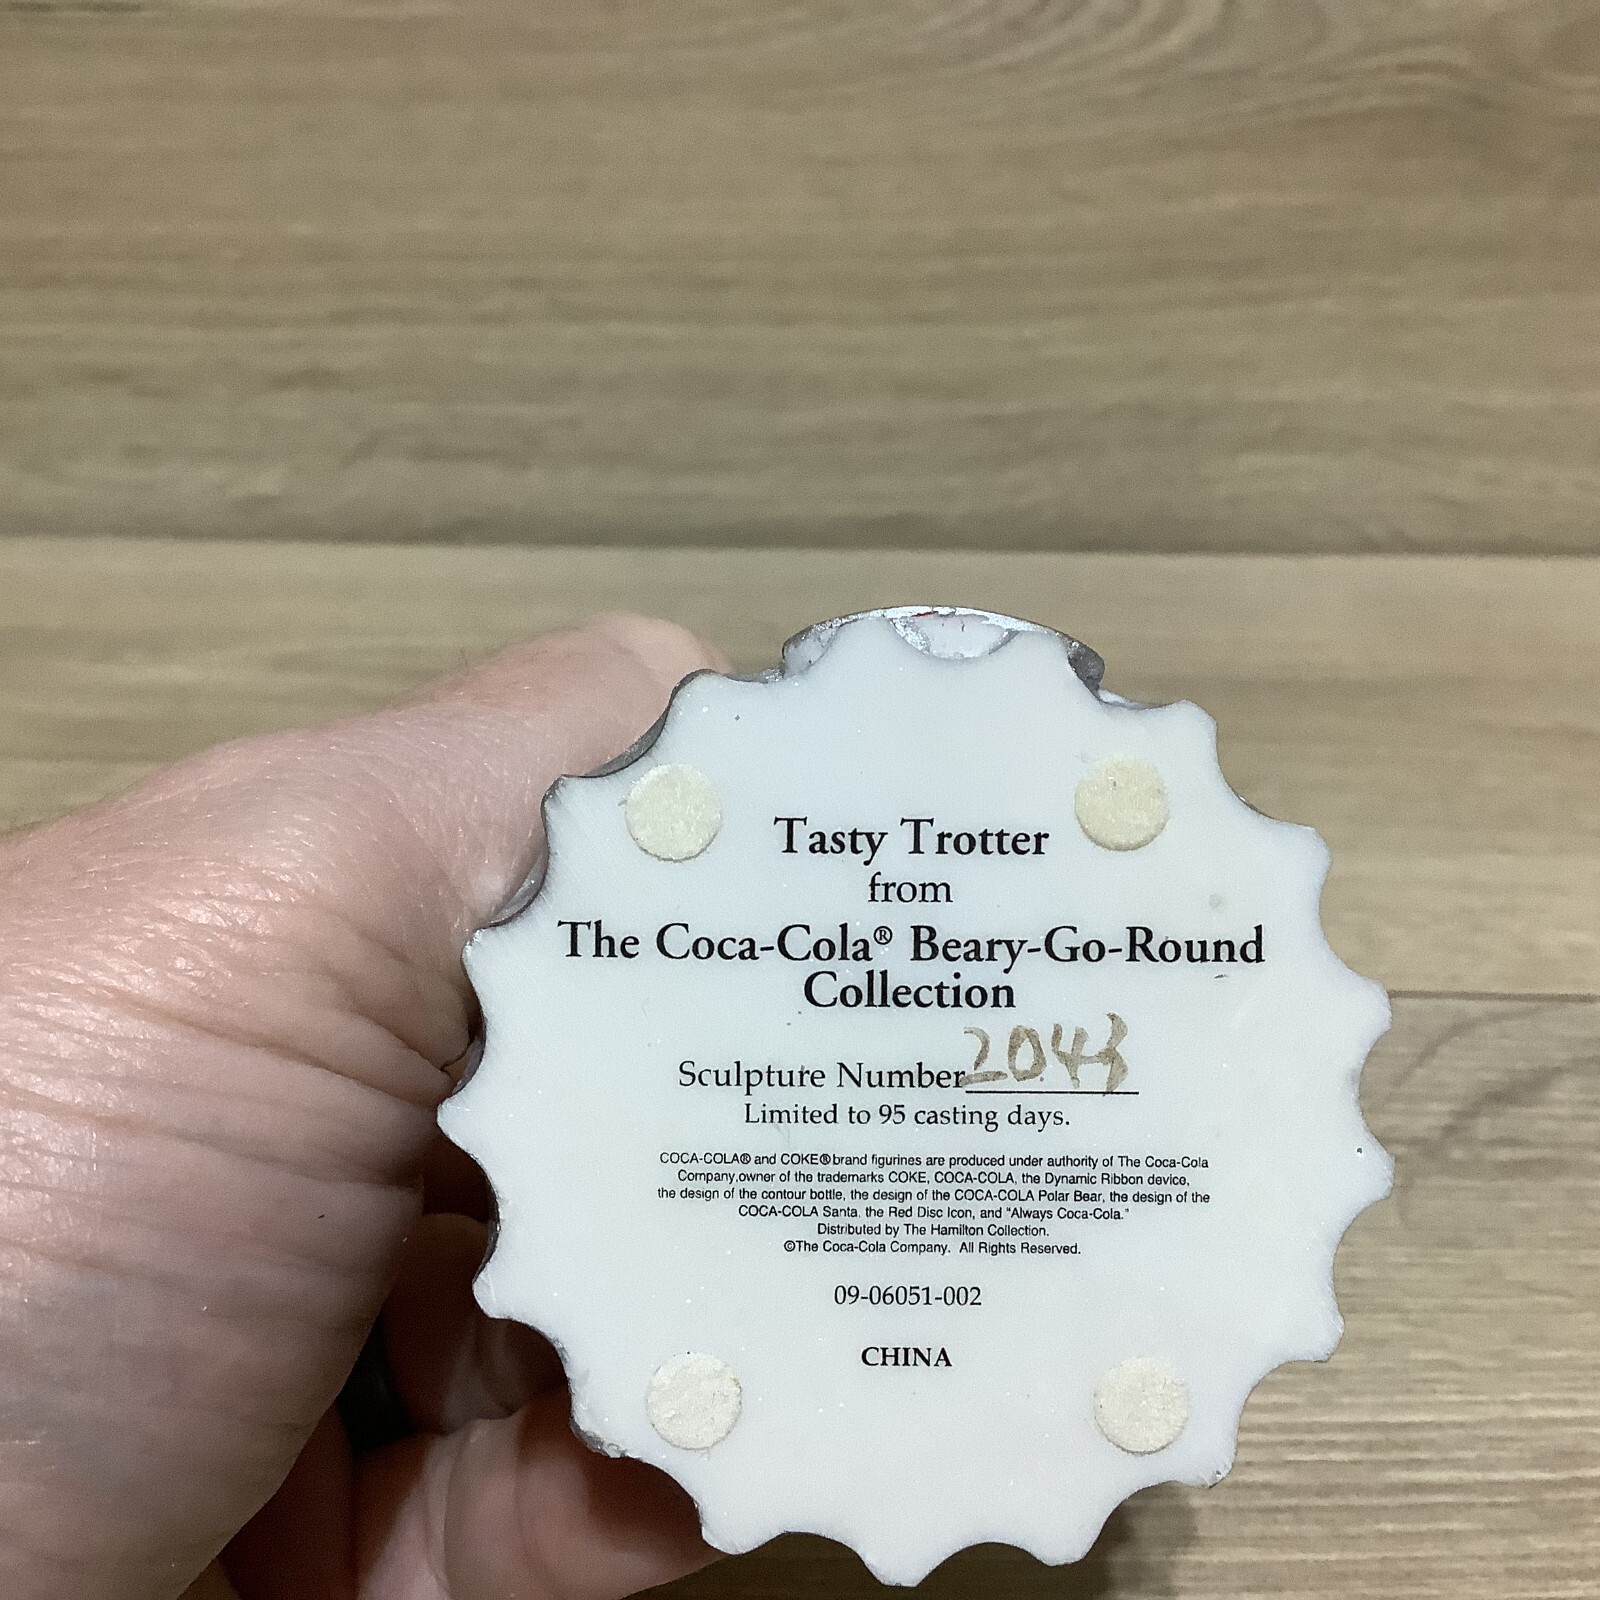 Tasty Trotter
from
The Coca-Cola® Beary-Go-Round
Collection
Sculpture Number 2043
Limited to 95 casting days.
COCA-COLA® and COKE® brand figurines are produced under authority of The Coca-Cola
Company,owner of the trademarks COKE, COCA-COLA, the Dynamic Ribbon device,
the design of the contour bottle, the design of the COCA-COLA Polar Bear, the design of the
COCA-COLA Santa, the Red Disc Icon, and "Always Coca-Cola."
Distributed by The Hamilton Collection.
©The Coca-Cola Company. All Rights Reserved.
09-06051-002
CHINA